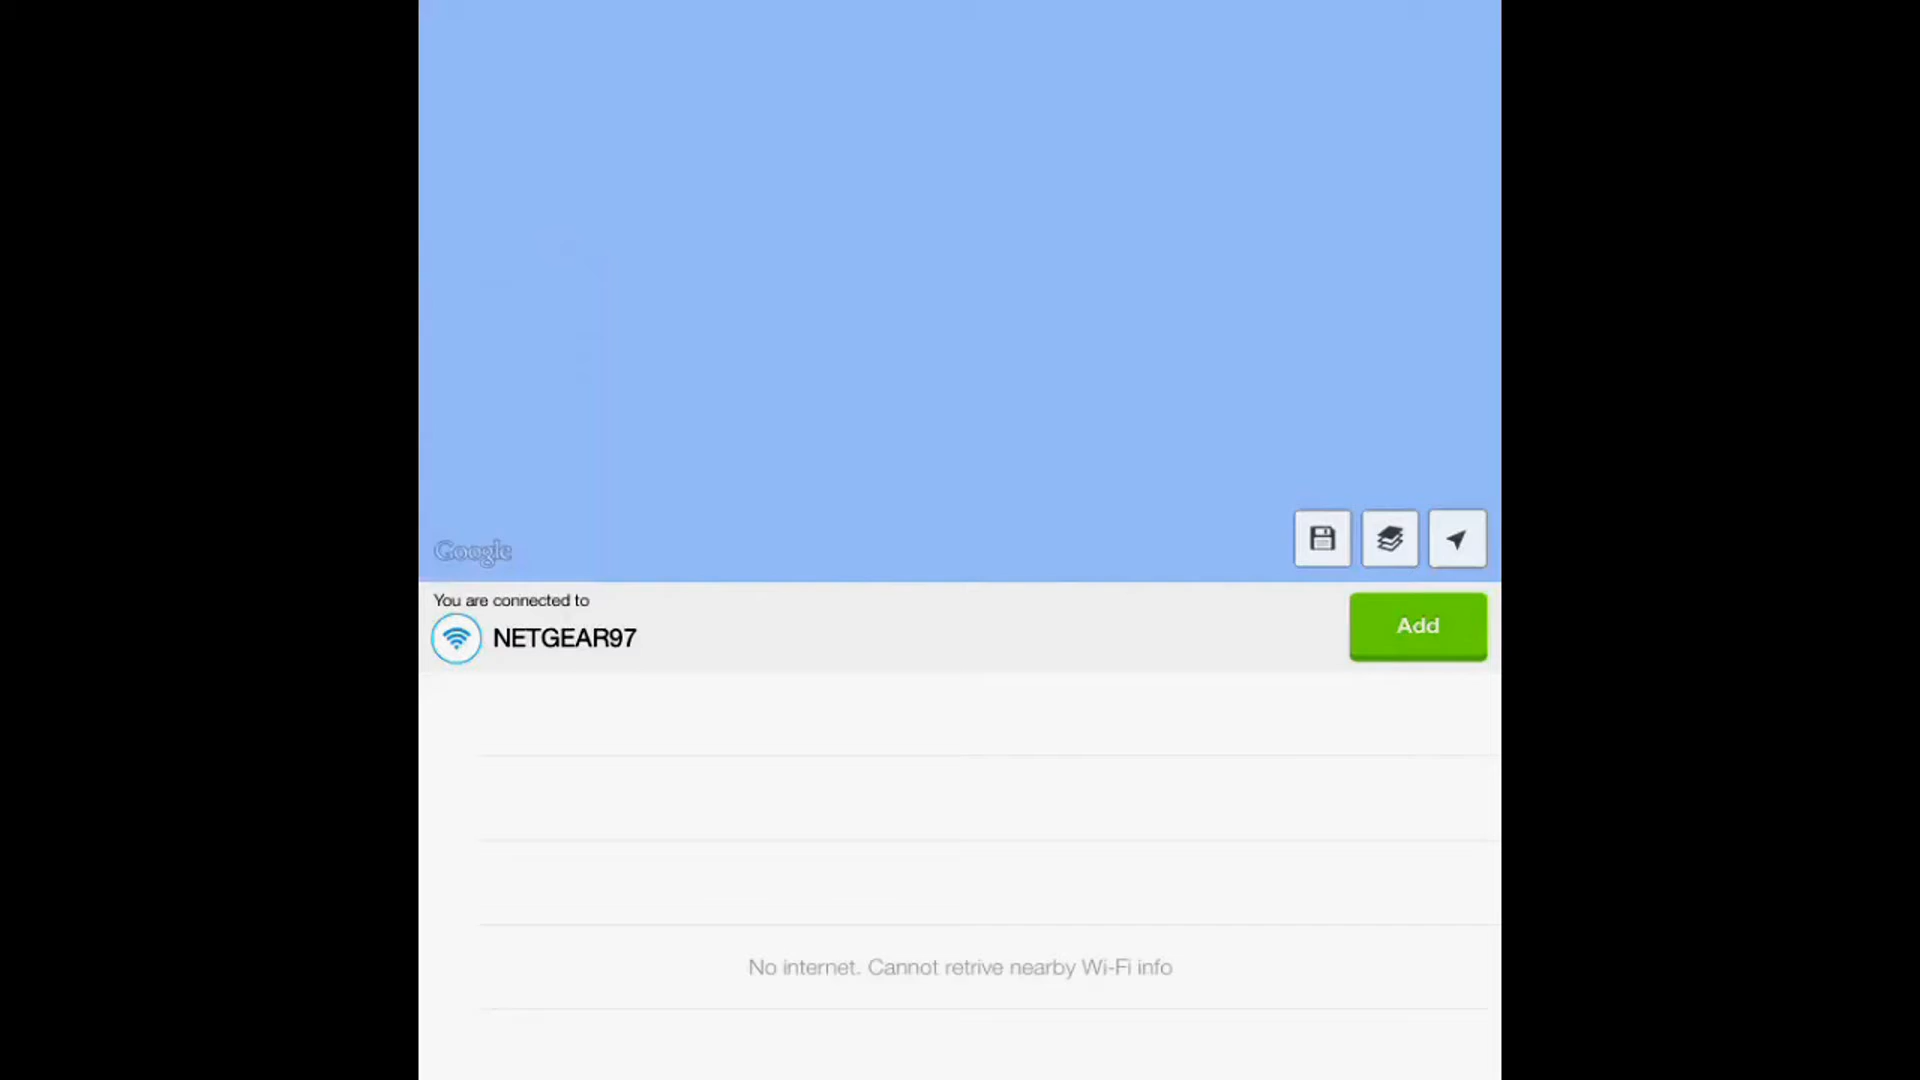 Google
You are connected to
NETGEAR97
Add
No internet. Cannot retrive nearby Wi-Fi info